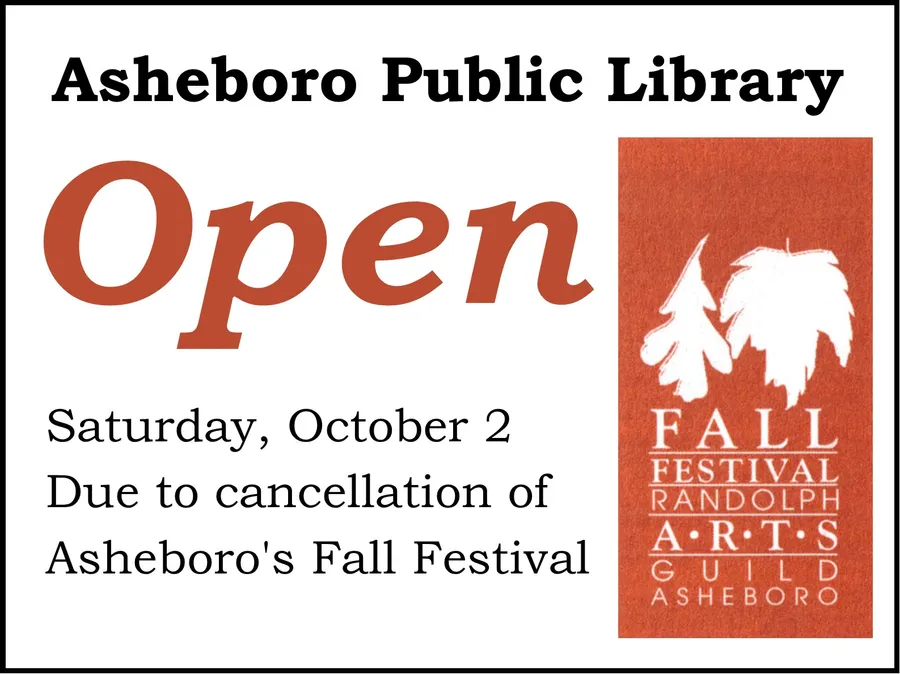 Asheboro Public Library
Open
Saturday, October 2
Due to cancellation of
Asheboro's Fall Festival
FALL
FESTIVAL
RANDOLPH
A•R•T•S
GUILD
ASHEBORO